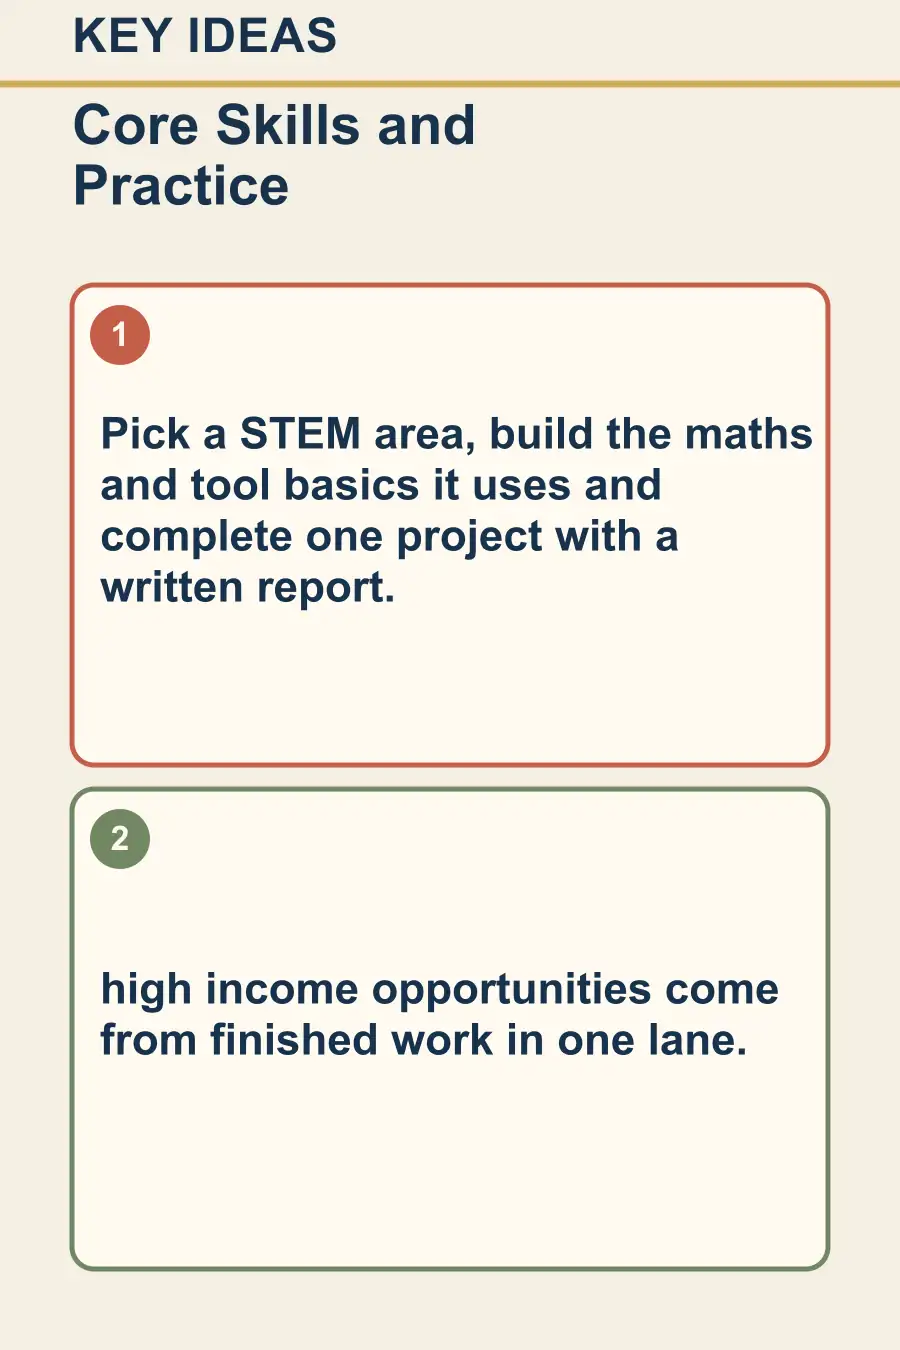 KEY IDEAS
Core Skills and
Practice
1
Pick a STEM area, build the maths
and tool basics it uses and
complete one project with a
written report.
2
high income opportunities come
from finished work in one lane.